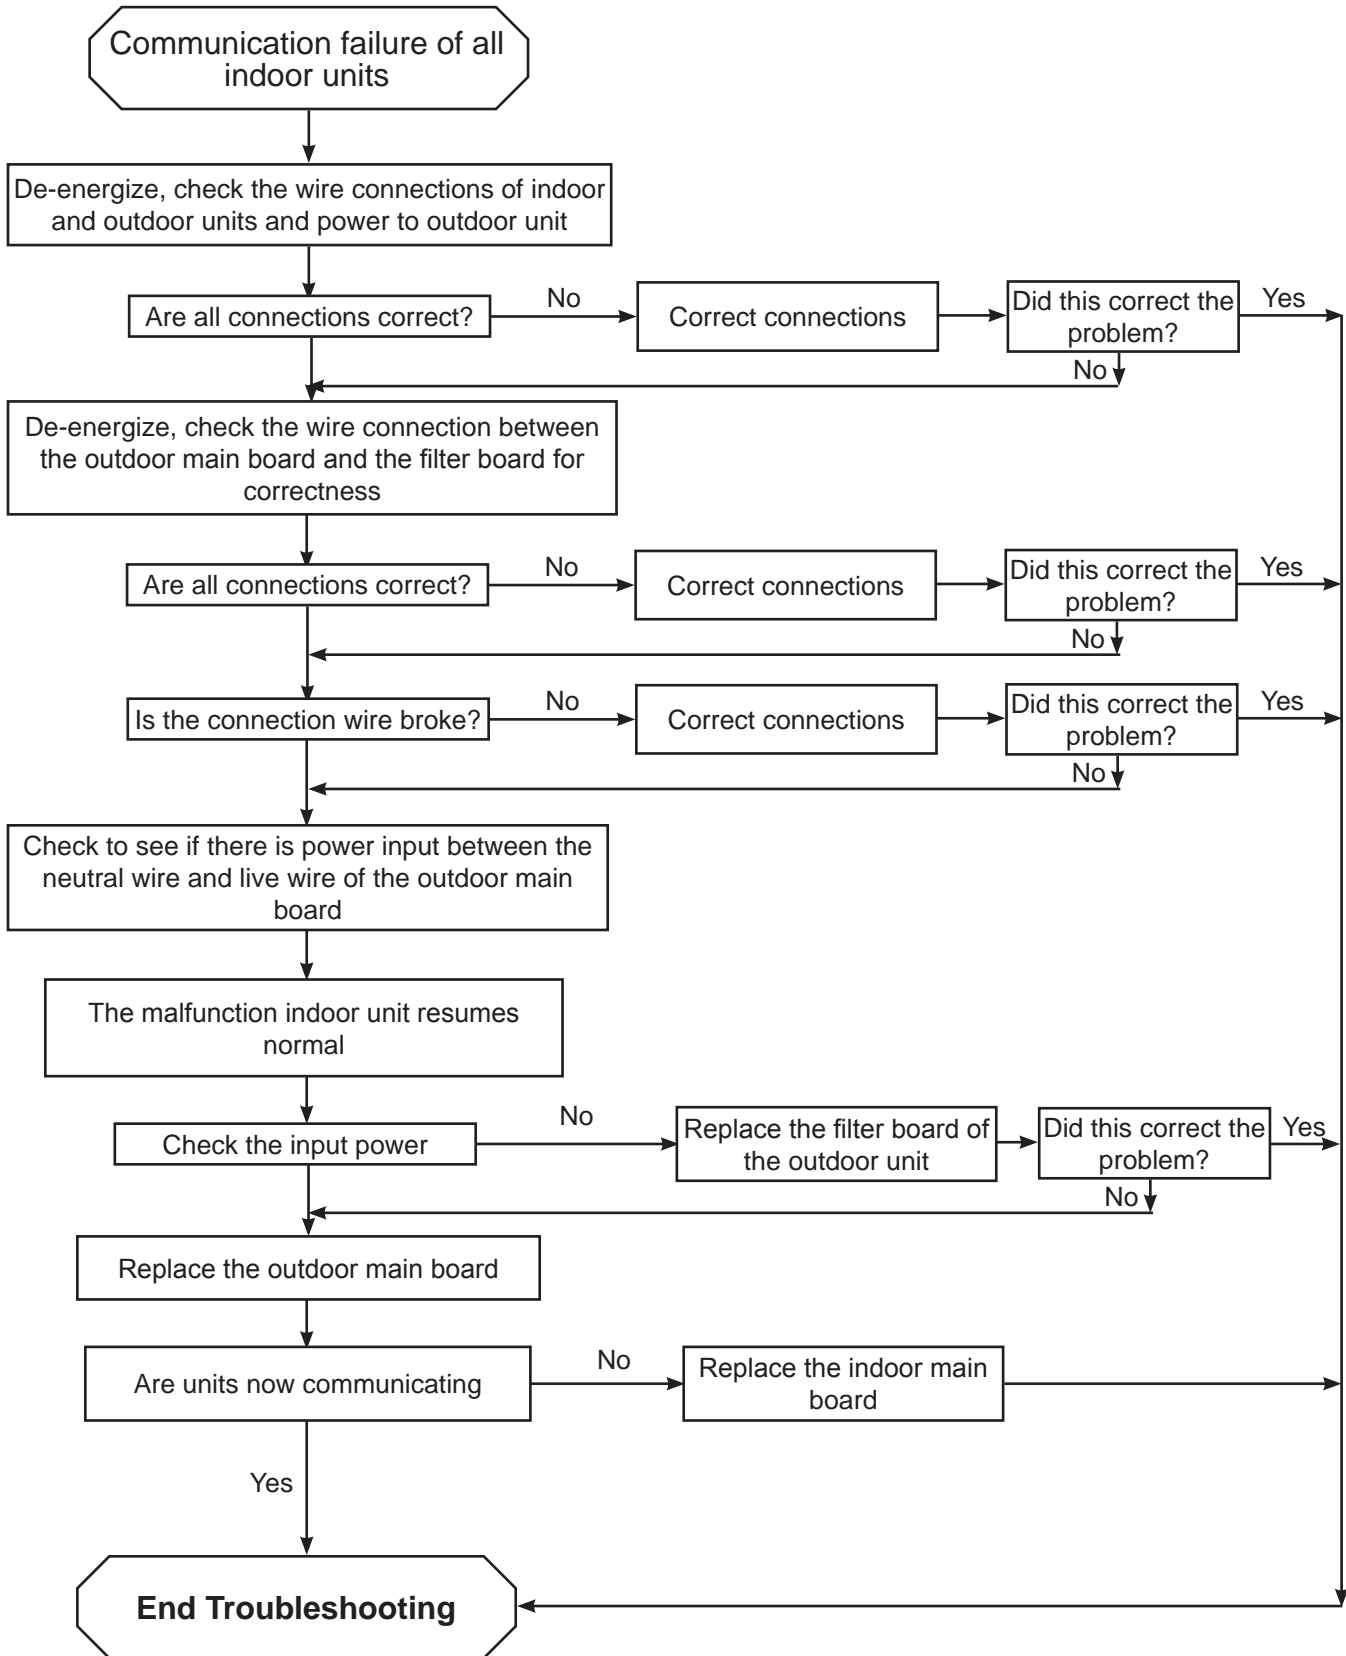 Communication failure of all
indoor units
De-energize, check the wire connections of indoor
and outdoor units and power to outdoor unit
Are all connections correct?
No
Correct connections
Did this correct the
problem?
Yes
No
De-energize, check the wire connection between
the outdoor main board and the filter board for
correctness
Are all connections correct?
No
Correct connections
Did this correct the
problem?
Yes
No
Is the connection wire broke?
No
Correct connections
Did this correct the
problem?
Yes
No
Check to see if there is power input between the
neutral wire and live wire of the outdoor main
board
The malfunction indoor unit resumes
normal
Check the input power
No
Replace the filter board of
the outdoor unit
Did this correct the
problem?
Yes
No
Replace the outdoor main board
Are units now communicating
No
Replace the indoor main
board
Yes
End Troubleshooting